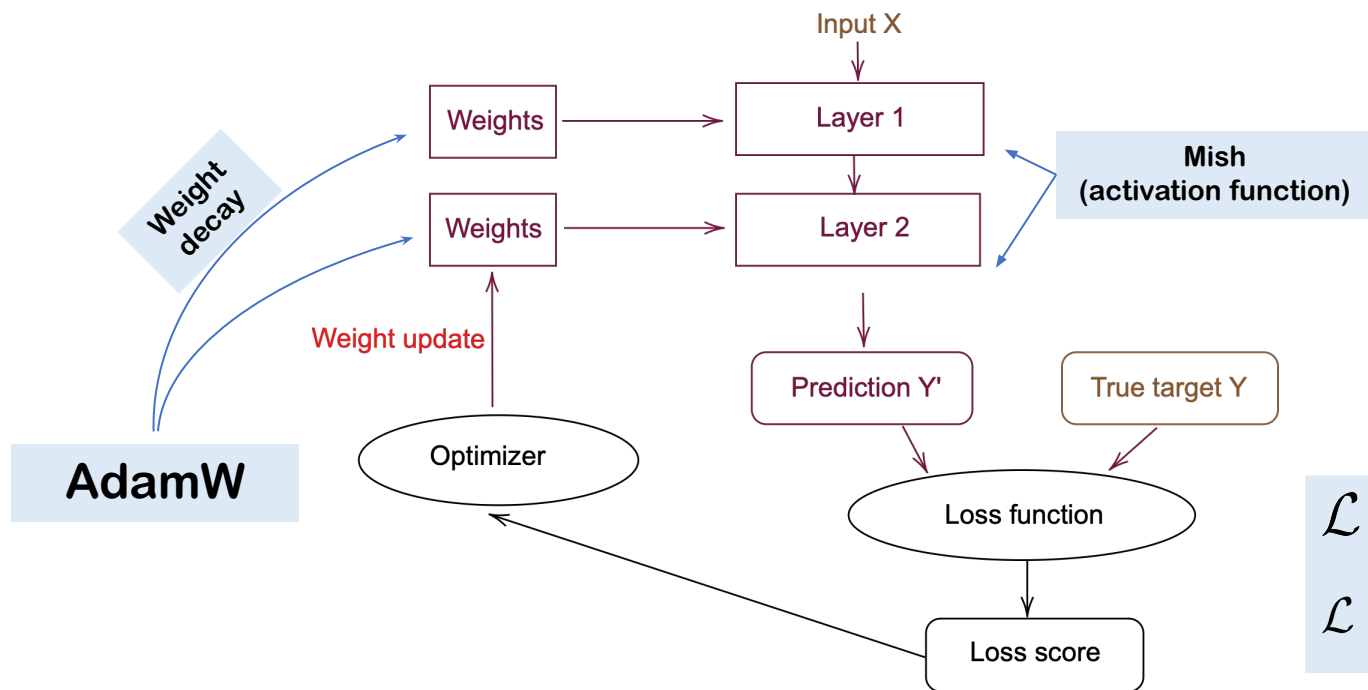 Input X
Weights
Layer 1
Mish
(activation function)
Weight
decay
Weights
Layer 2
Weight update
Prediction Y'
True target Y
AdamW
Optimizer
Loss function
ℒ
ℒ
Loss score